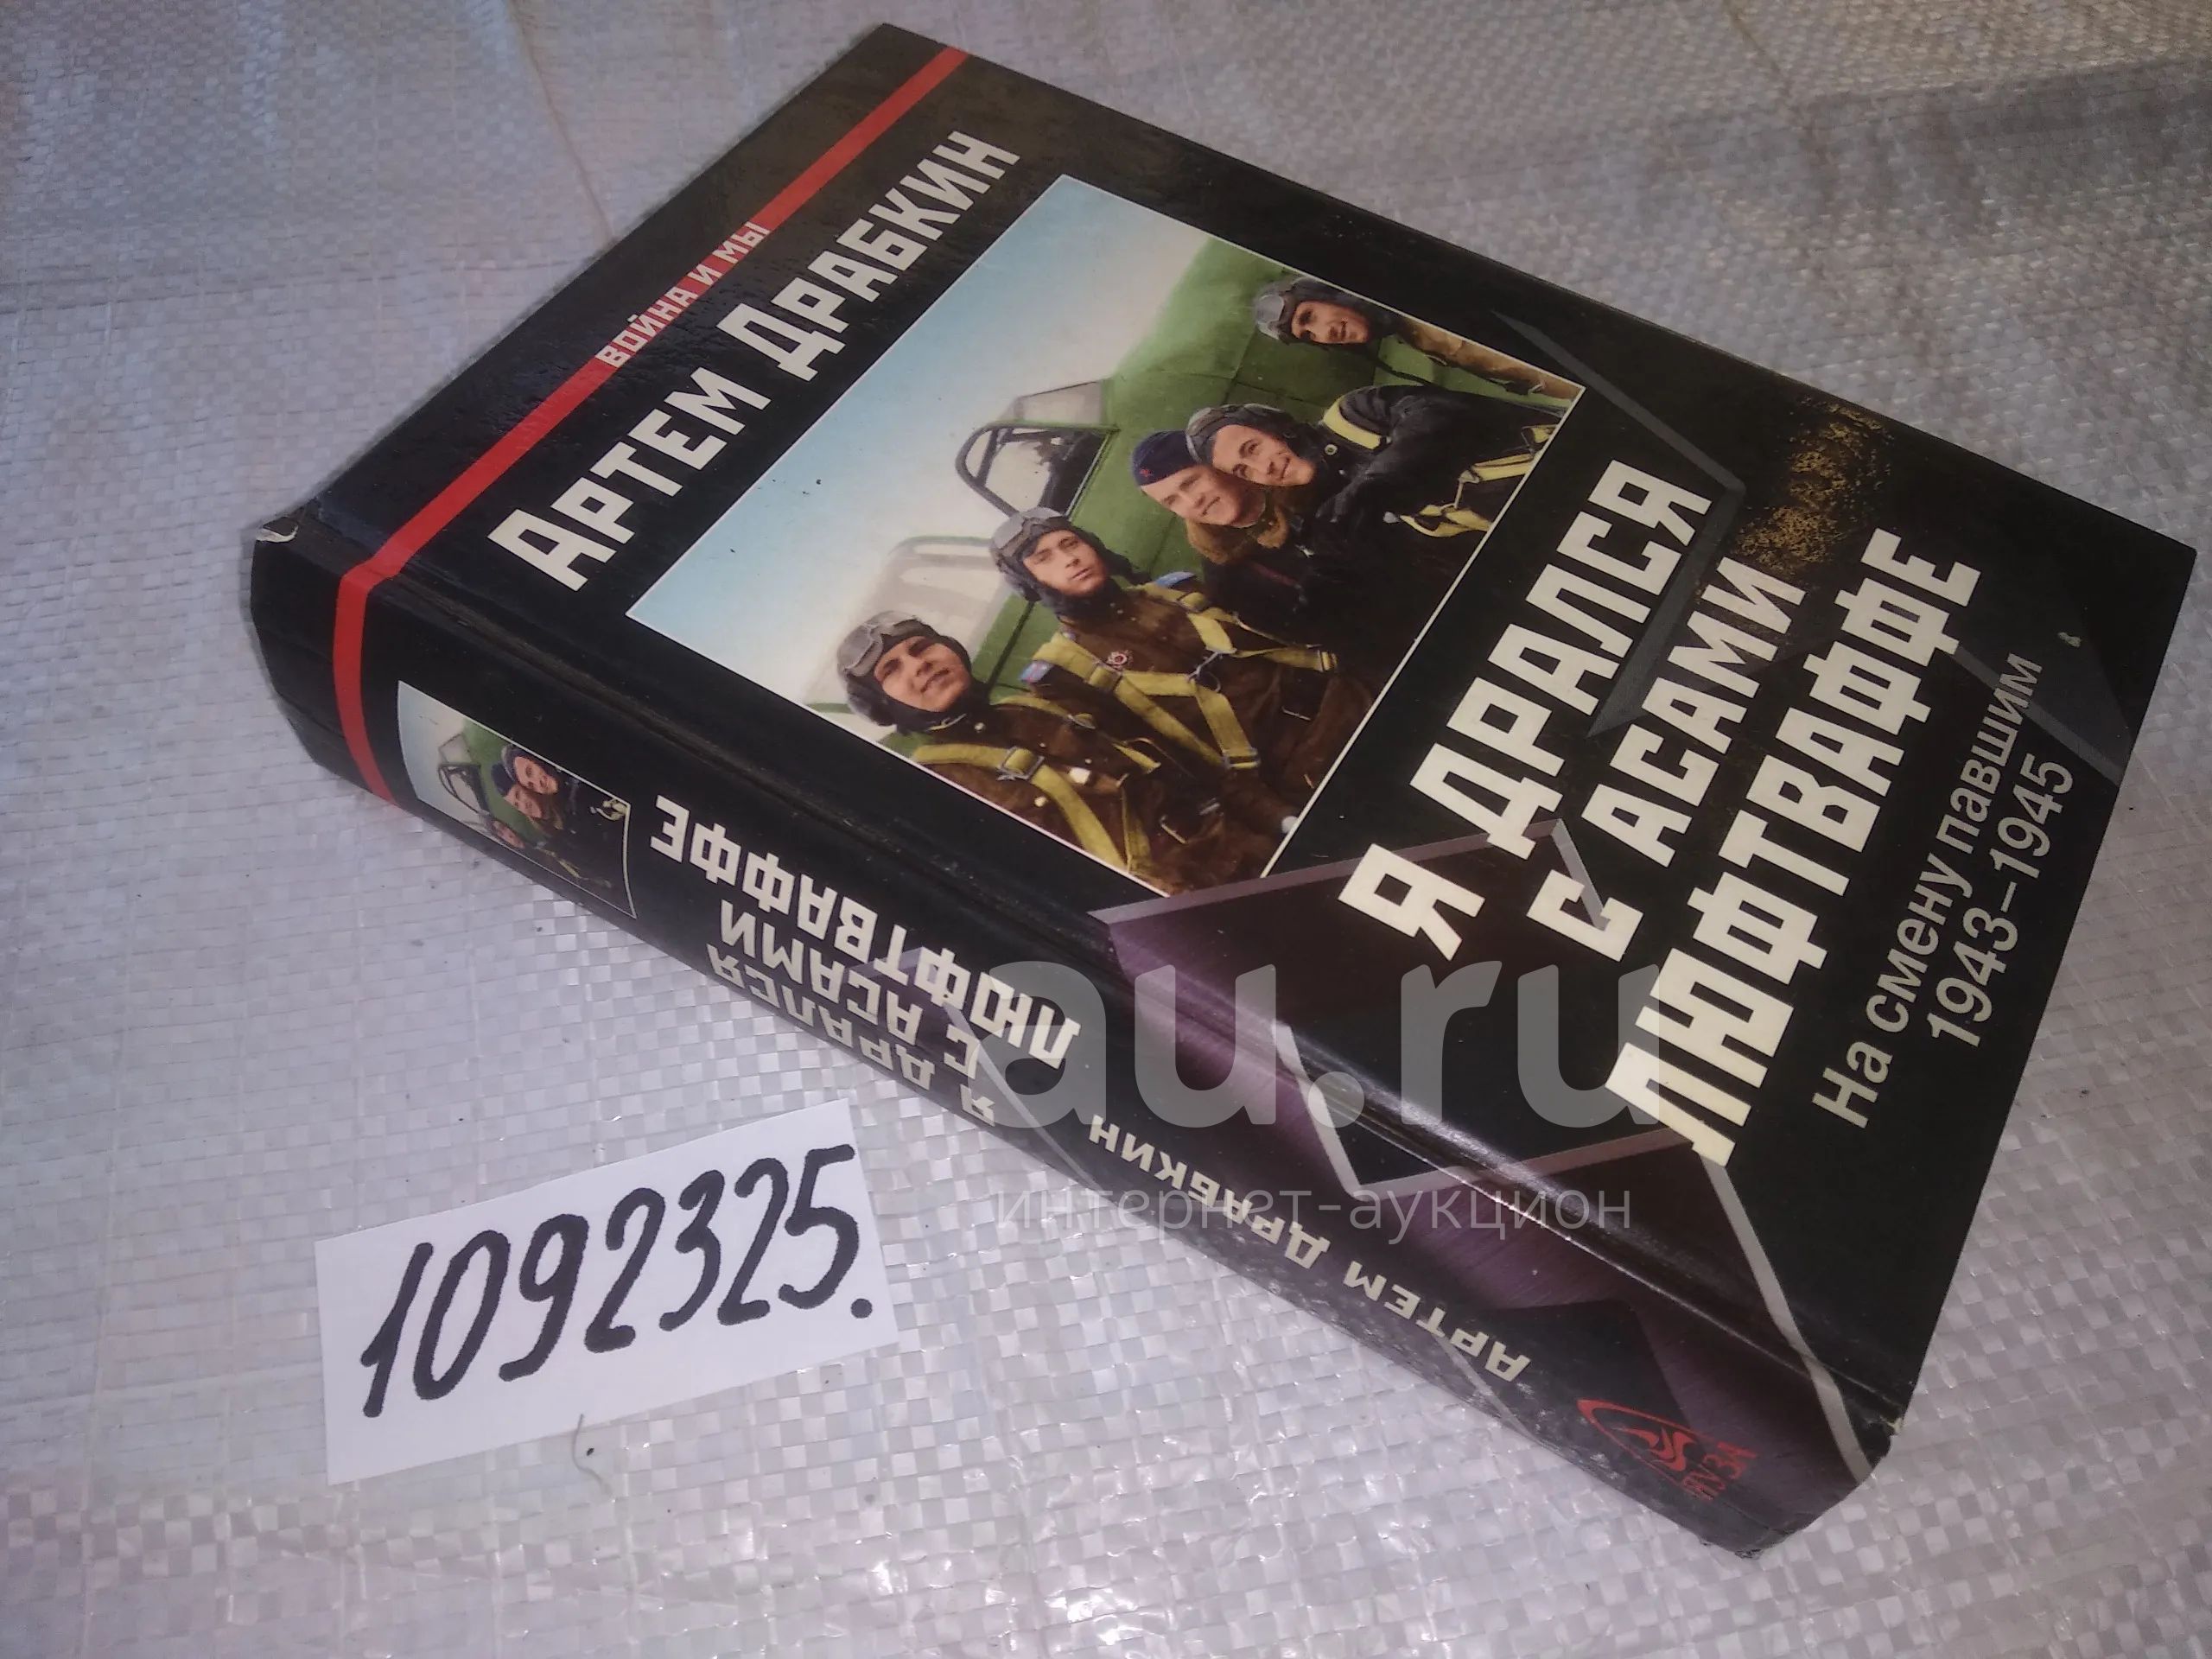 ВОЙНА И МЫ
АРТЕМ ДРАБКИН
Я ДРАЛСЯ
С АСАМИ
ЛЮФТВАФФЕ
На смену павшим
1943–1945
Я ДРАЛСЯ
С АСАМИ
ЛЮФТВАФФЕ
АРТЕМ ДРАБКИН
ЯУЗА
1092325.
au.ru
интернет-аукцион